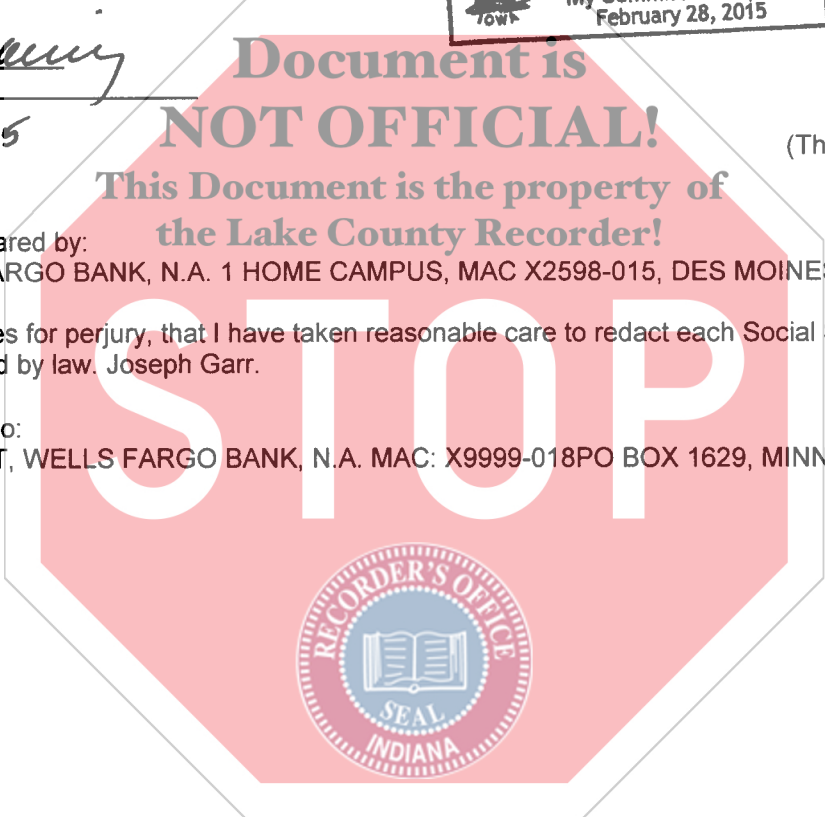 IOWA
February 28, 2015
Document is
NOT OFFICIAL!
5
(Th
This Document is the property of
the Lake County Recorder!
ared by:
ARGO BANK, N.A. 1 HOME CAMPUS, MAC X2598-015, DES MOINES
es for perjury, that I have taken reasonable care to redact each Social
d by law. Joseph Garr.
o:
T, WELLS FARGO BANK, N.A. MAC: X9999-018PO BOX 1629, MINN
STOP
RECORDER'S OFFICE
SEAL
INDIANA